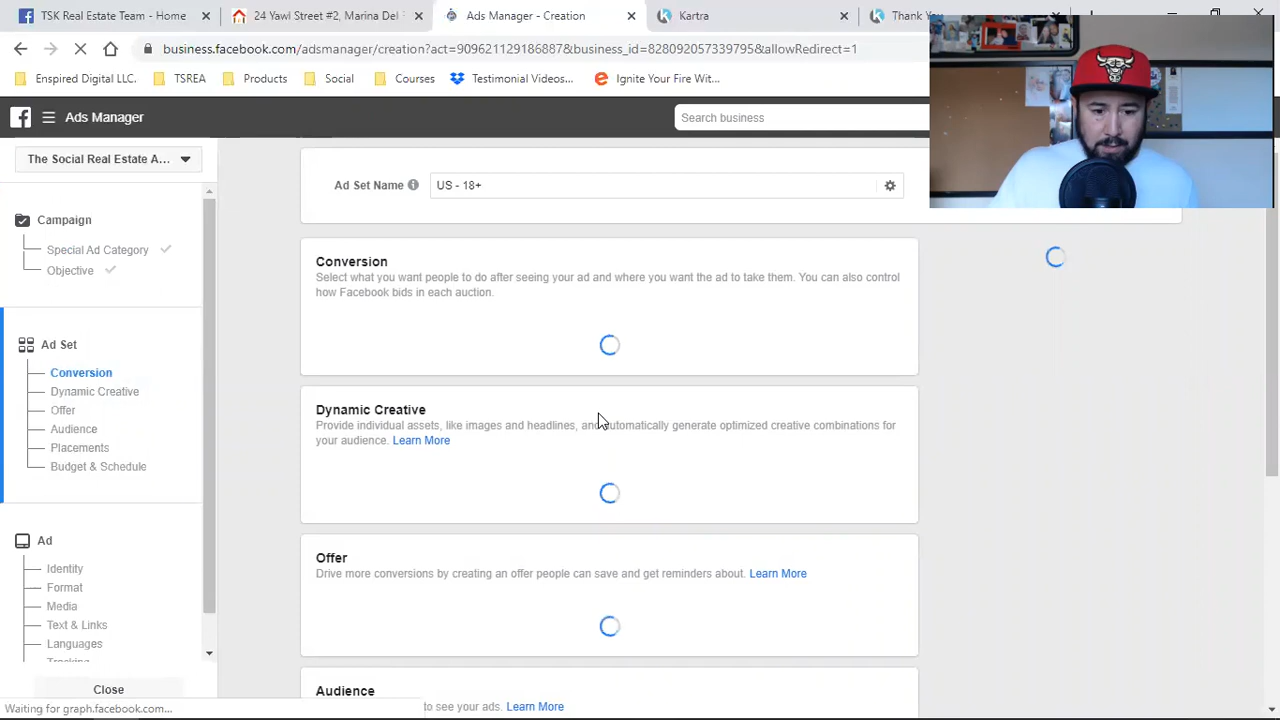 TSK Real Estate Team - Home
24 Yawi Street #2, Marina Del
Ads Manager - Creation
Kartra
Thank Y
business.facebook.com/adsmanager/creation?act=909621129180887&business_id=828092057339795&allowRedirect=1
Enspired Digital LLC.
TSREA
Products
Social
Courses
Testimonial Videos...
Ignite Your Fire Wit...
Ads Manager
Search business
The Social Real Estate A...
Ad Set Name
US - 18+
Campaign
Special Ad Category
Objective
Ad Set
Conversion
Dynamic Creative
Offer
Audience
Placements
Budget & Schedule
Ad
Identity
Format
Media
Text & Links
Languages
Tracking
Close
Waiting for graph.facebook.com...
Conversion
Select what you want people to do after seeing your ad and where you want the ad to take them. You can also control
how Facebook bids in each auction.
Dynamic Creative
Provide individual assets, like images and headlines, and automatically generate optimized creative combinations for
your audience. Learn More
Offer
Drive more conversions by creating an offer people can save and get reminders about. Learn More
Audience
to see your ads. Learn More